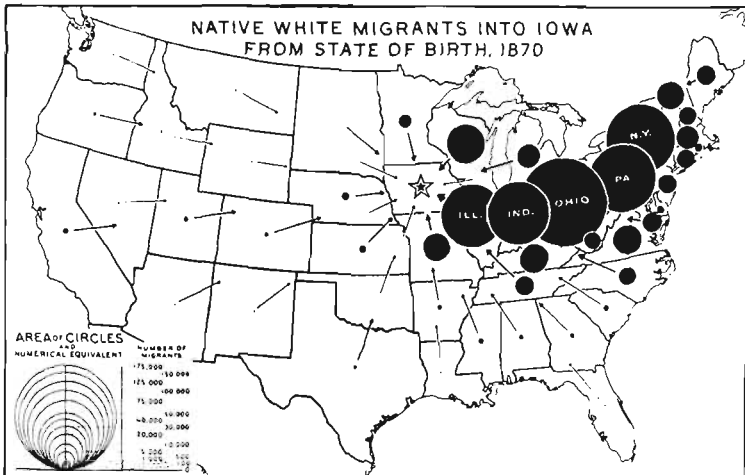 NATIVE WHITE MIGRANTS INTO IOWA
FROM STATE OF BIRTH, 1870
N.Y.
PA
OHIO
IND.
ILL.
AREA OF CIRCLES
AND
NUMERICAL EQUIVALENT
NUMBER OF
MIGRANTS
175,000
150,000
125,000
100,000
75,000
50,000
40,000
30,000
20,000
10,000
5,000